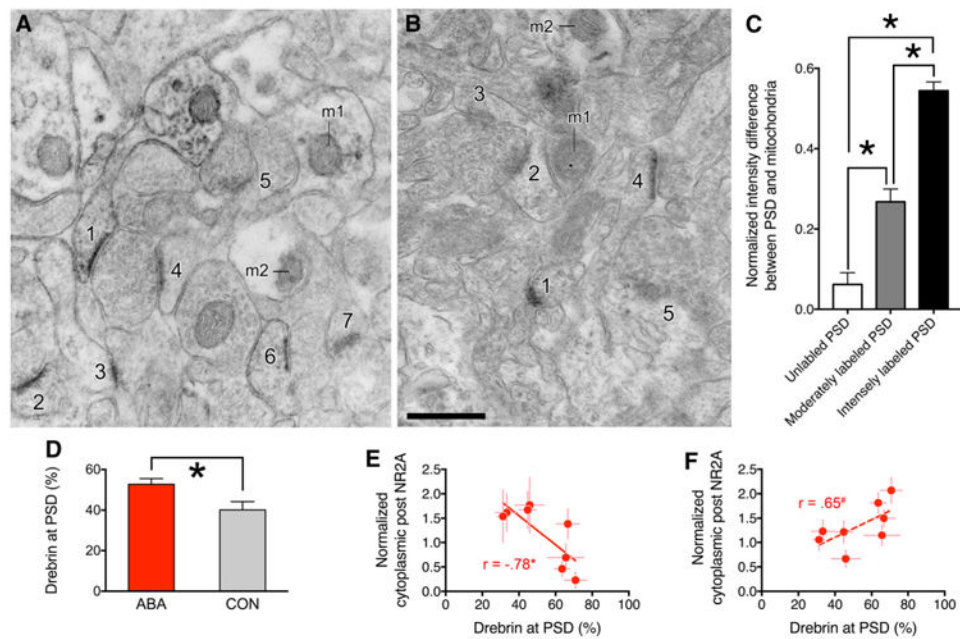 A
m1
5
1
4
m2
7
3
6
2
B
m2
3
m1
2
4
1
5
C
Normalized intensity difference
between PSD and mitochondria
0.6
0.4
0.2
0.0
*
*
*
Unlabled PSD
Moderately labeled PSD
Intensely labeled PSD
D
Drebrin at PSD (%)
60
40
20
0
*
ABA
CON
E
Normalized
cytoplasmic post NR2A
2.5
2.0
1.5
1.0
0.5
0.0
r = -.78*
0 20 40 60 80 100
Drebrin at PSD (%)
F
Normalized
cytoplasmic post NR2A
2.5
2.0
1.5
1.0
0.5
0.0
r = .65#
0 20 40 60 80 100
Drebrin at PSD (%)